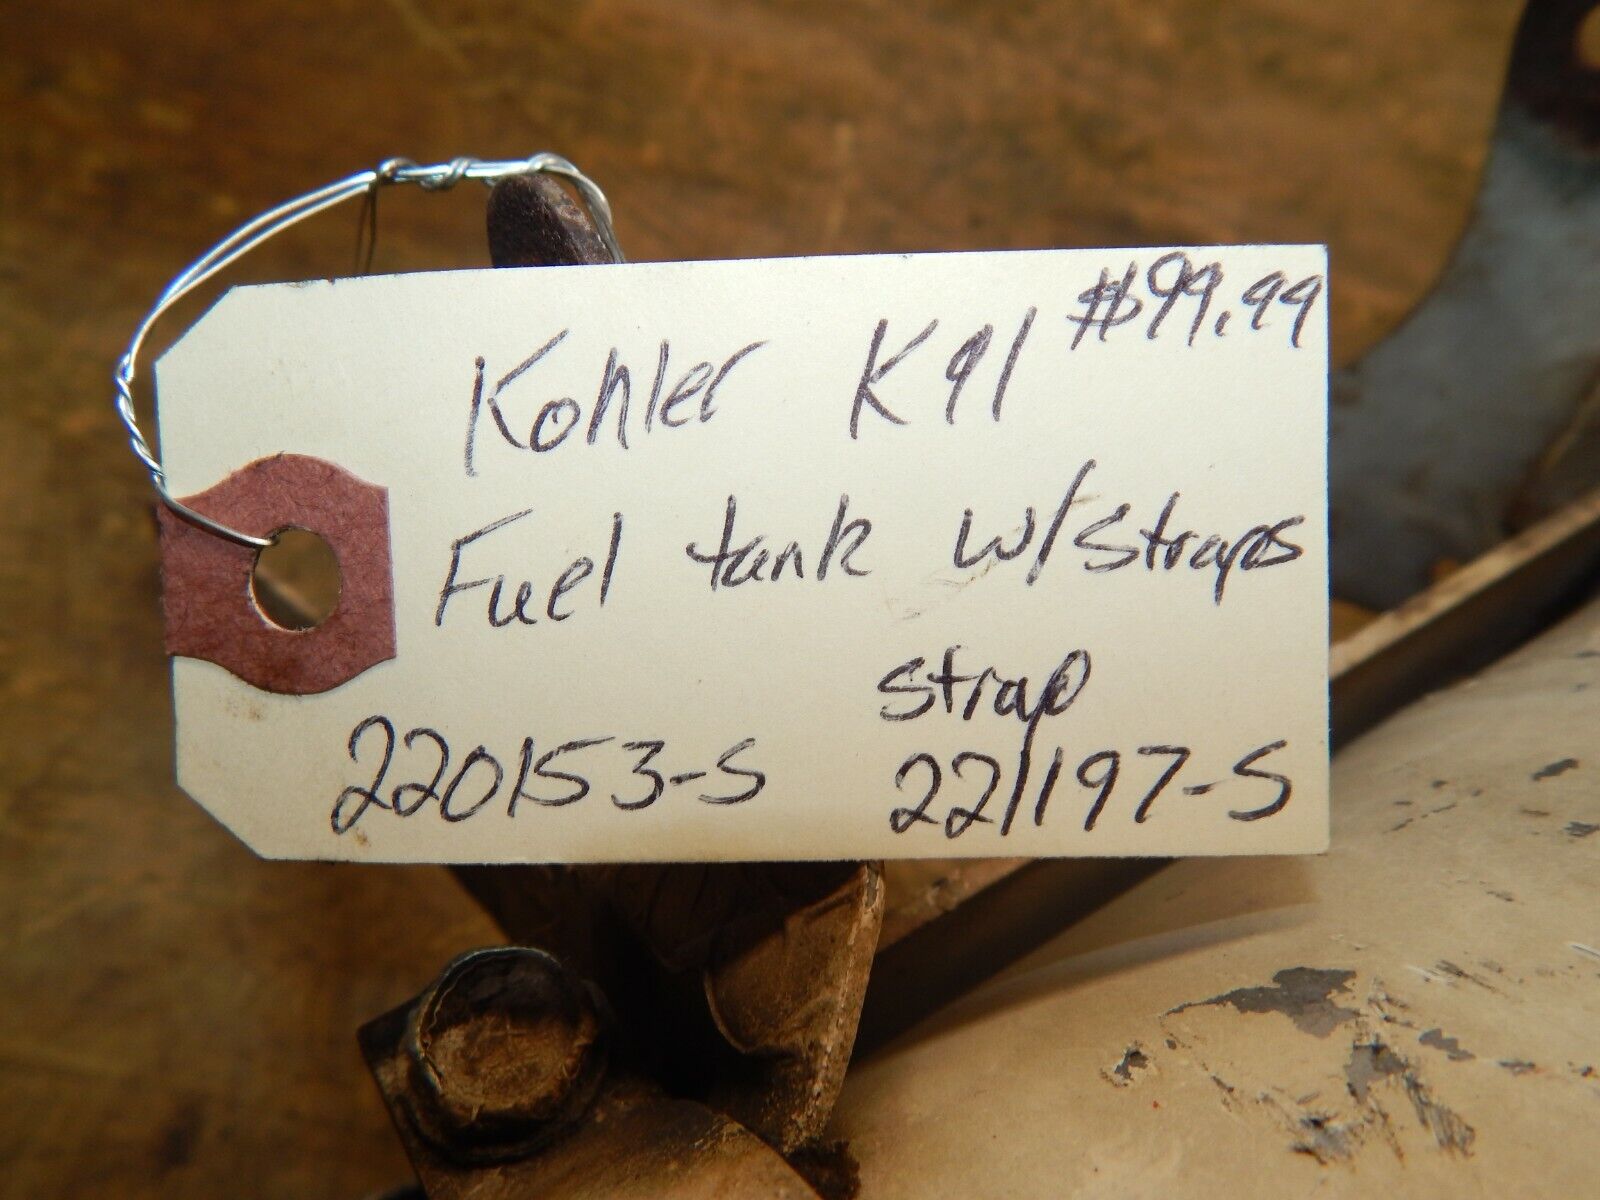 Kohler K91 $99.99
Fuel tank w/straps
strap
220153-S 221197-S